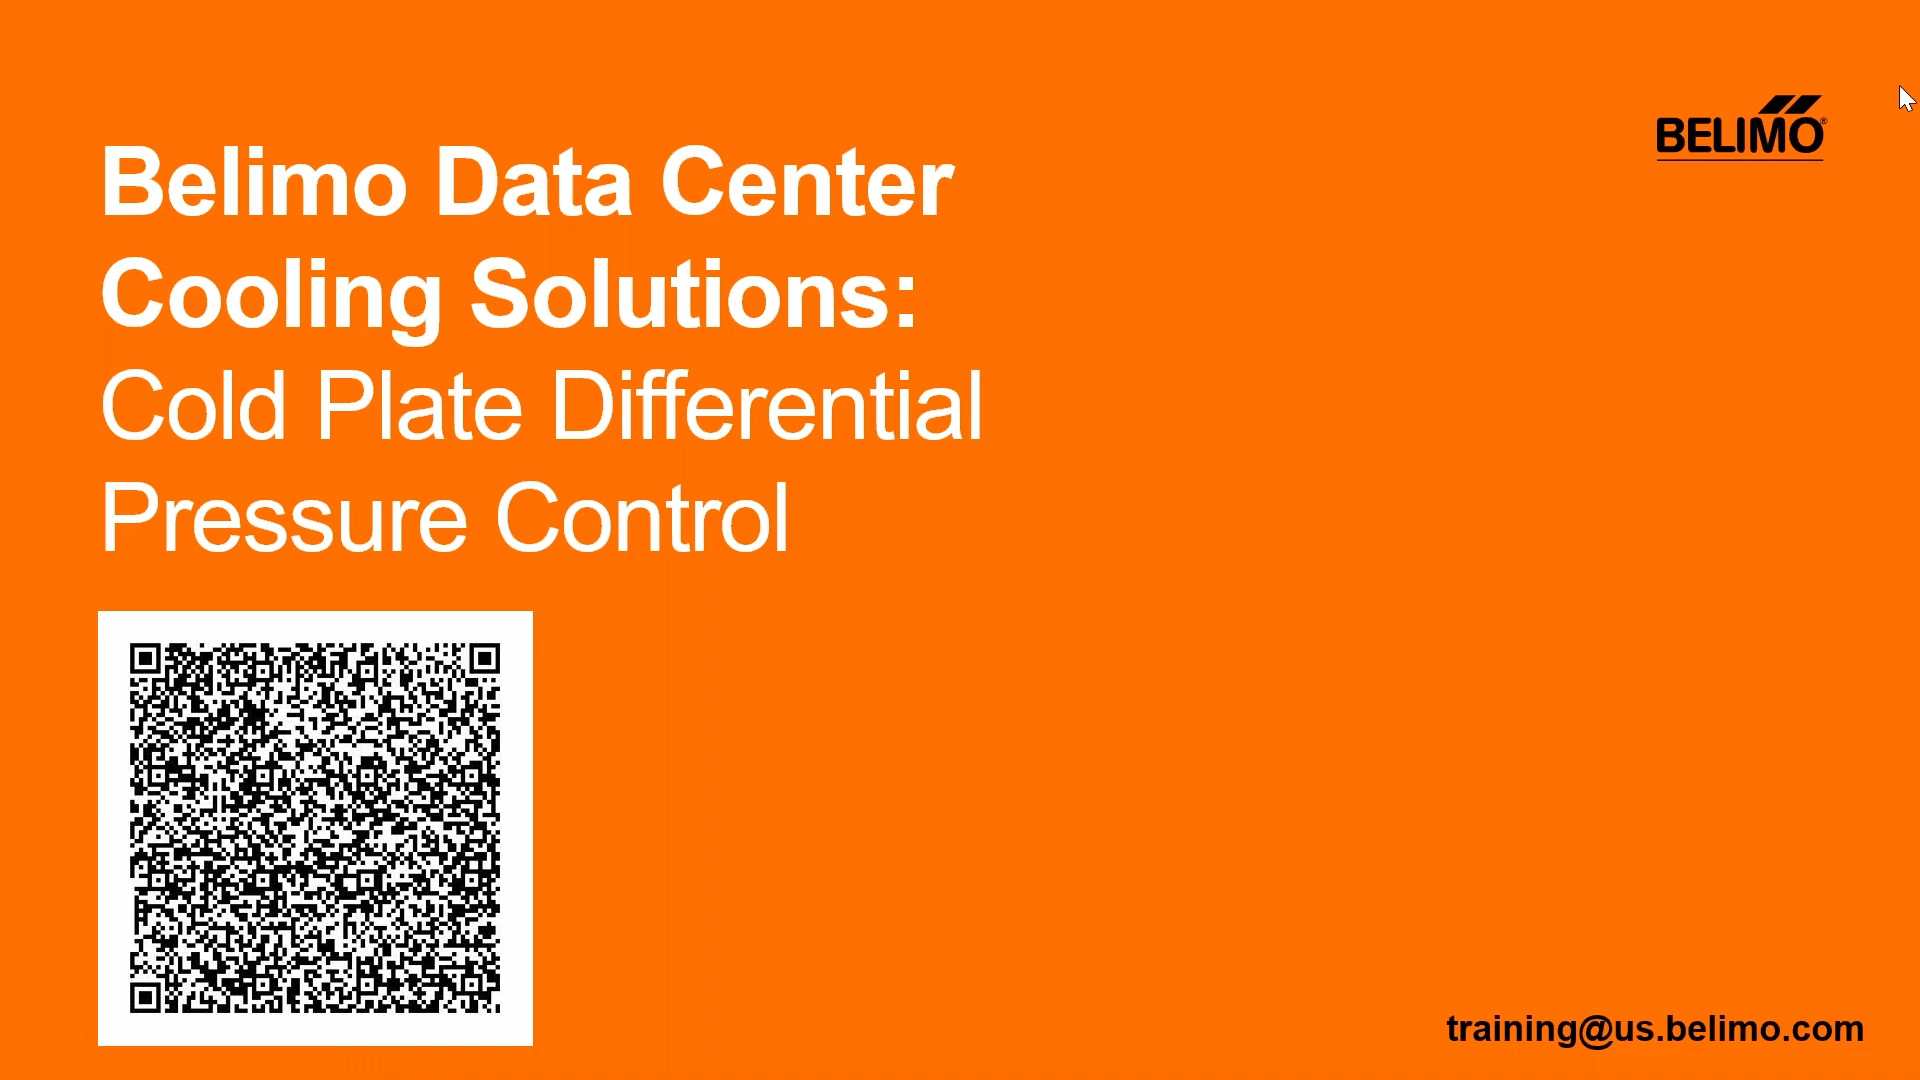 BELIMO®
Belimo Data Center
Cooling Solutions:
Cold Plate Differential
Pressure Control
training@us.belimo.com